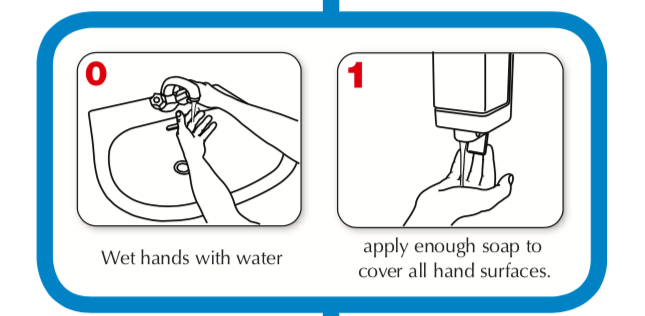 0
Wet hands with water
1
apply enough soap to
cover all hand surfaces.